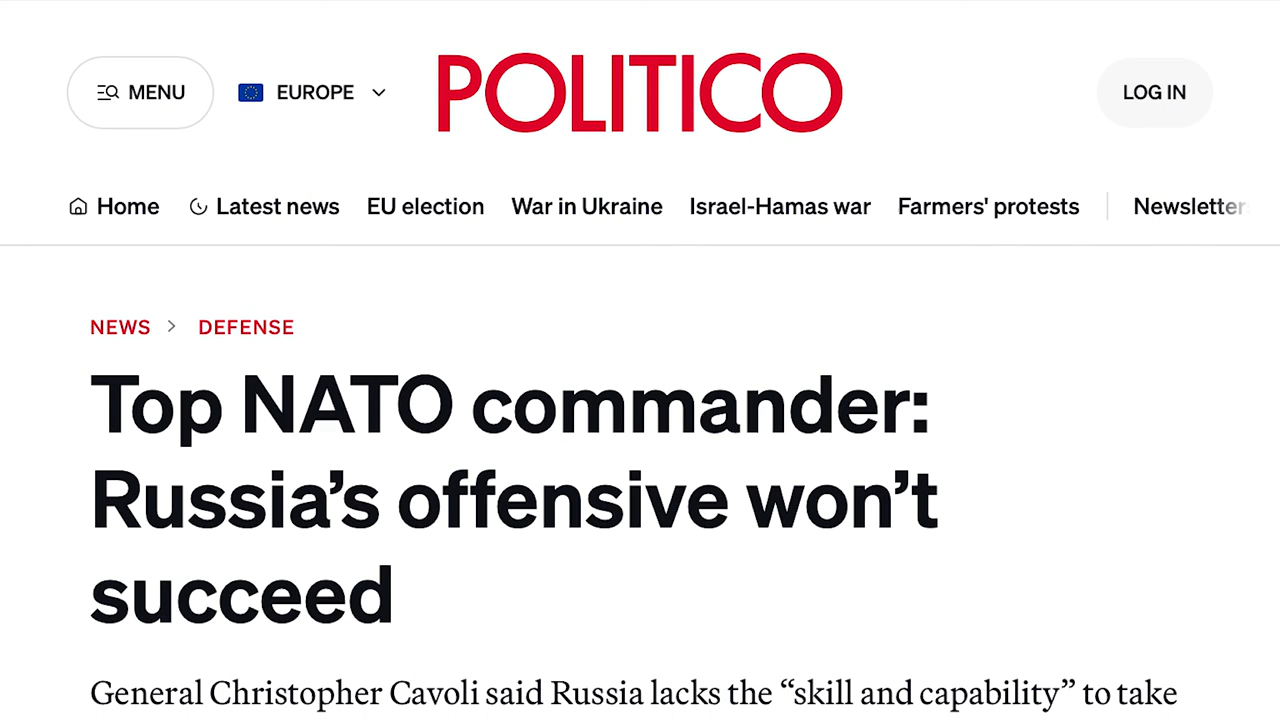 MENU EUROPE POLITICO LOG IN
Home Latest news EU election War in Ukraine Israel-Hamas war Farmers' protests Newsletter
NEWS > DEFENSE
Top NATO commander:
Russia’s offensive won’t
succeed
General Christopher Cavoli said Russia lacks the “skill and capability” to take